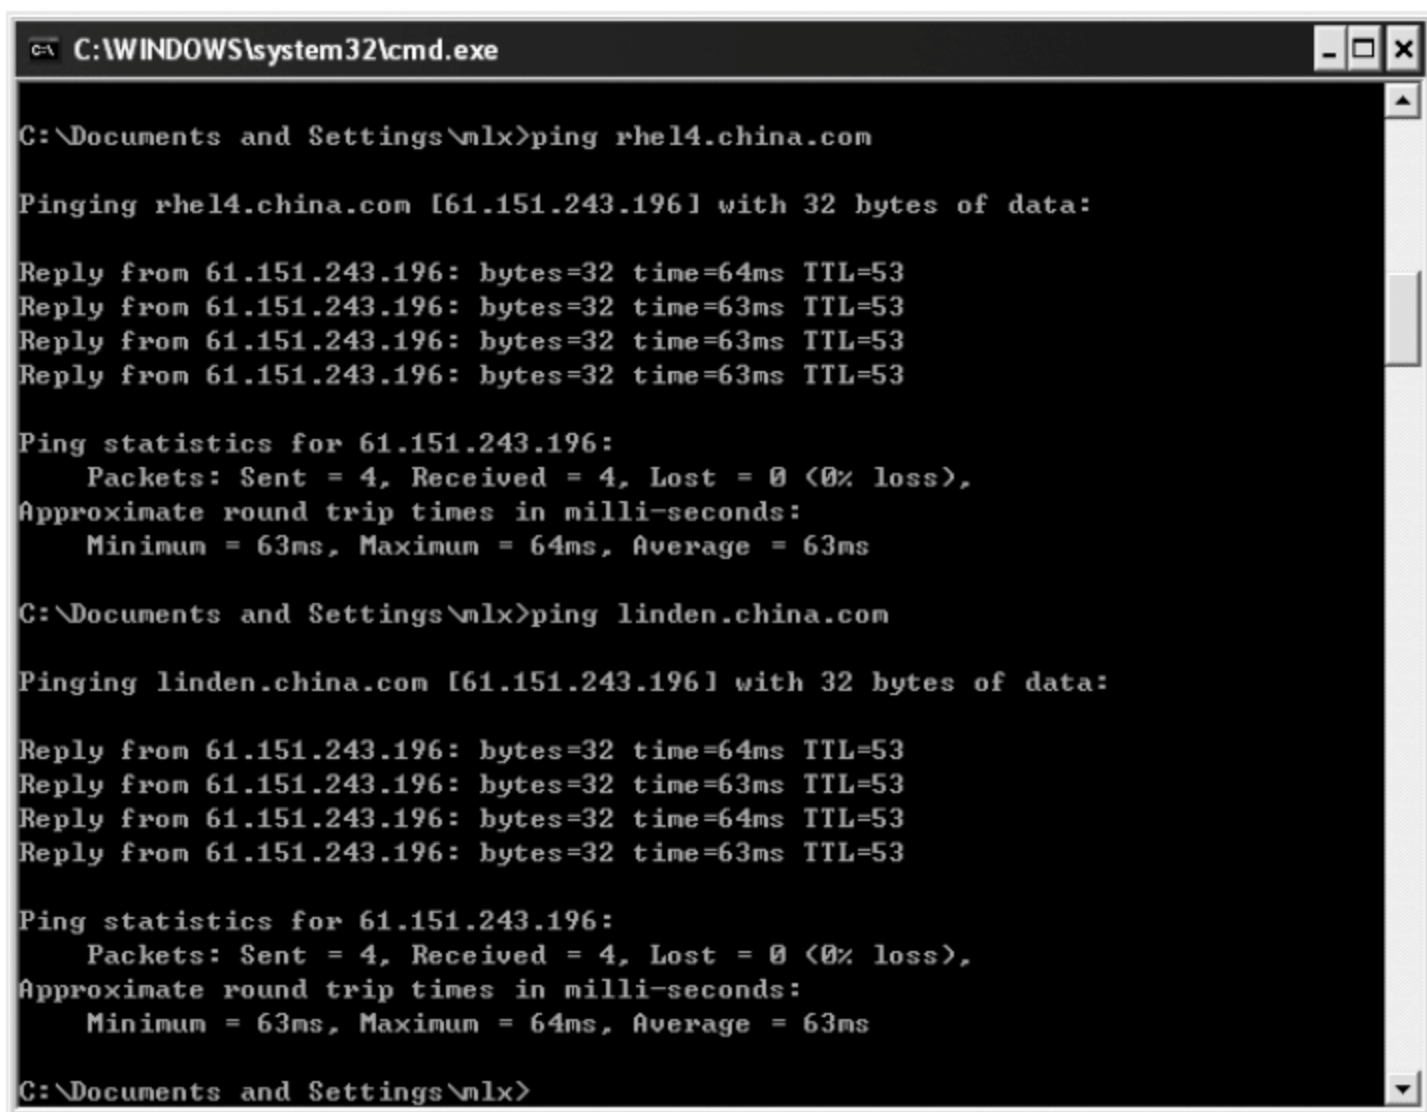 C:\WINDOWS\system32\cmd.exe
C:\Documents and Settings\mlx>ping rhel4.china.com
Pinging rhel4.china.com [61.151.243.196] with 32 bytes of data:
Reply from 61.151.243.196: bytes=32 time=64ms TTL=53
Reply from 61.151.243.196: bytes=32 time=63ms TTL=53
Reply from 61.151.243.196: bytes=32 time=63ms TTL=53
Reply from 61.151.243.196: bytes=32 time=63ms TTL=53
Ping statistics for 61.151.243.196:
    Packets: Sent = 4, Received = 4, Lost = 0 (0% loss),
Approximate round trip times in milli-seconds:
    Minimum = 63ms, Maximum = 64ms, Average = 63ms
C:\Documents and Settings\mlx>ping linden.china.com
Pinging linden.china.com [61.151.243.196] with 32 bytes of data:
Reply from 61.151.243.196: bytes=32 time=64ms TTL=53
Reply from 61.151.243.196: bytes=32 time=63ms TTL=53
Reply from 61.151.243.196: bytes=32 time=64ms TTL=53
Reply from 61.151.243.196: bytes=32 time=63ms TTL=53
Ping statistics for 61.151.243.196:
    Packets: Sent = 4, Received = 4, Lost = 0 (0% loss),
Approximate round trip times in milli-seconds:
    Minimum = 63ms, Maximum = 64ms, Average = 63ms
C:\Documents and Settings\mlx>